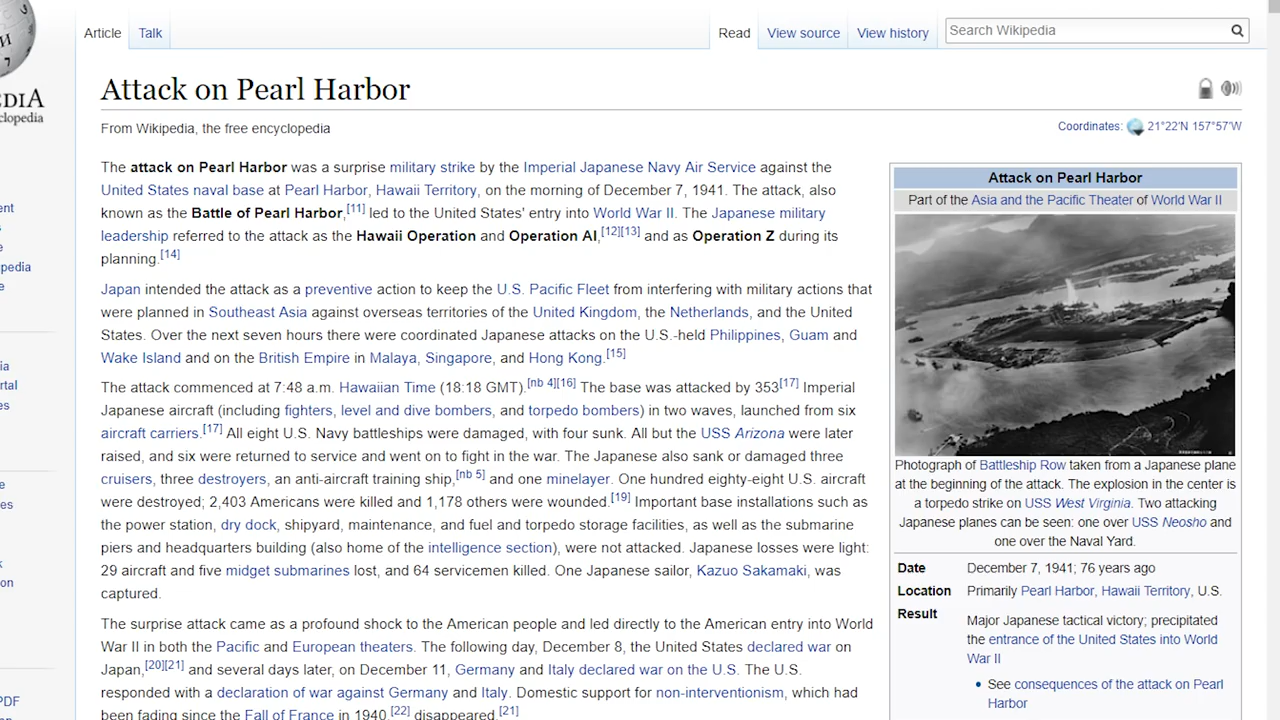 Article Talk Read View source View history Search Wikipedia
Attack on Pearl Harbor
From Wikipedia, the free encyclopedia
Coordinates: 21°22′N 157°57′W
The attack on Pearl Harbor was a surprise military strike by the Imperial Japanese Navy Air Service against the
United States naval base at Pearl Harbor, Hawaii Territory, on the morning of December 7, 1941. The attack, also
known as the Battle of Pearl Harbor,[11] led to the United States' entry into World War II. The Japanese military
leadership referred to the attack as the Hawaii Operation and Operation AI,[12][13] and as Operation Z during its
planning.[14]
Japan intended the attack as a preventive action to keep the U.S. Pacific Fleet from interfering with military actions that
were planned in Southeast Asia against overseas territories of the United Kingdom, the Netherlands, and the United
States. Over the next seven hours there were coordinated Japanese attacks on the U.S.-held Philippines, Guam and
Wake Island and on the British Empire in Malaya, Singapore, and Hong Kong.[15]
The attack commenced at 7:48 a.m. Hawaiian Time (18:18 GMT).[nb 4][16] The base was attacked by 353[17] Imperial
Japanese aircraft (including fighters, level and dive bombers, and torpedo bombers) in two waves, launched from six
aircraft carriers.[17] All eight U.S. Navy battleships were damaged, with four sunk. All but the USS Arizona were later
raised, and six were returned to service and went on to fight in the war. The Japanese also sank or damaged three
cruisers, three destroyers, an anti-aircraft training ship,[nb 5] and one minelayer. One hundred eighty-eight U.S. aircraft
were destroyed; 2,403 Americans were killed and 1,178 others were wounded.[19] Important base installations such as
the power station, dry dock, shipyard, maintenance, and fuel and torpedo storage facilities, as well as the submarine
piers and headquarters building (also home of the intelligence section), were not attacked. Japanese losses were light:
29 aircraft and five midget submarines lost, and 64 servicemen killed. One Japanese sailor, Kazuo Sakamaki, was
captured.
The surprise attack came as a profound shock to the American people and led directly to the American entry into World
War II in both the Pacific and European theaters. The following day, December 8, the United States declared war on
Japan,[20][21] and several days later, on December 11, Germany and Italy declared war on the U.S. The U.S.
responded with a declaration of war against Germany and Italy. Domestic support for non-interventionism, which had
been fading since the Fall of France in 1940,[22] disappeared.[21]
Attack on Pearl Harbor
Part of the Asia and the Pacific Theater of World War II
Photograph of Battleship Row taken from a Japanese plane
at the beginning of the attack. The explosion in the center is
a torpedo strike on USS West Virginia. Two attacking
Japanese planes can be seen: one over USS Neosho and
one over the Naval Yard.
Date December 7, 1941; 76 years ago
Location Primarily Pearl Harbor, Hawaii Territory, U.S.
Result Major Japanese tactical victory; precipitated
the entrance of the United States into World
War II
• See consequences of the attack on Pearl
Harbor